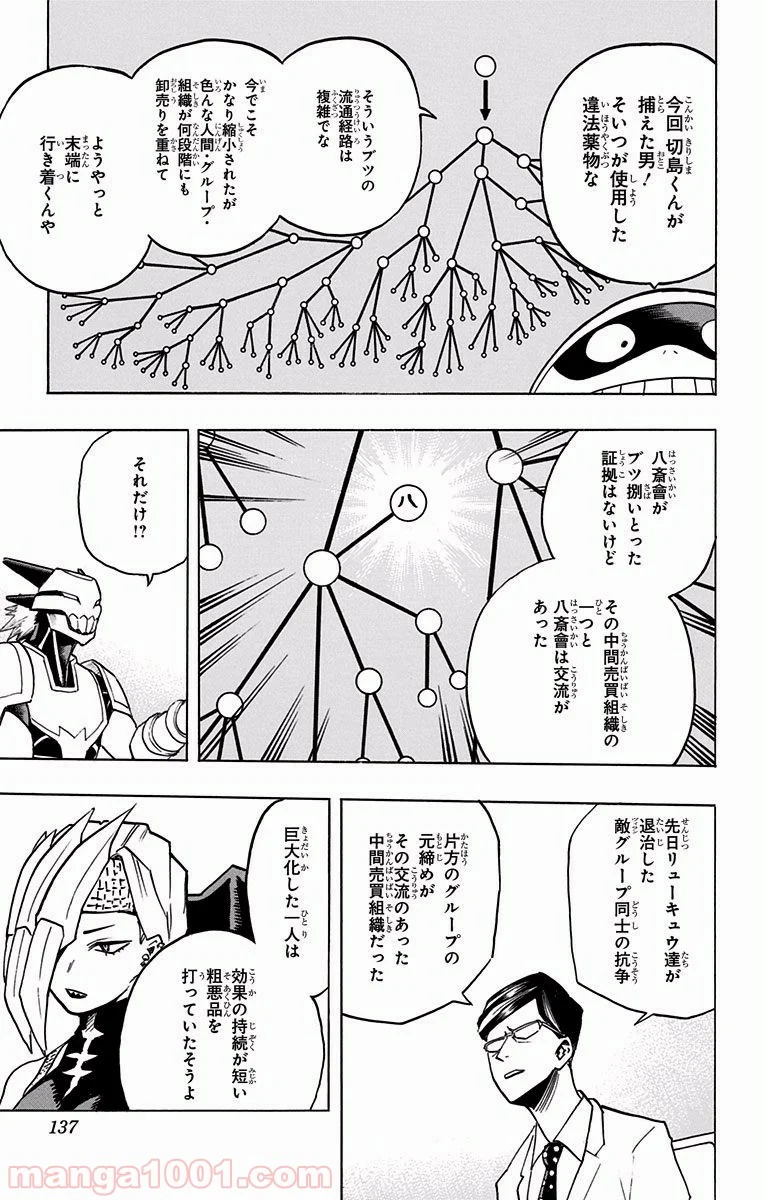 今回切島くんが
捕えた男!
そいつが使用した
違法薬物な
そういうブツの
流通経路は
複雑でな
今でこそ
かなり縮小されたが
色んな人間・グループ・
組織が何段階にも
卸売りを重ねて
ようやっと
末端に
行き着くんや
八斎會が
ブツ捌いとった
証拠はないけど
その中間売買組織の
一つと
八斎會は交流が
あった
八
それだけ!?
先日リューキュウ達が
退治した
敵グループ同士の抗争
片方のグループの
元締めが
その交流のあった
中間売買組織だった
巨大化した一人は
効果の持続が短い
粗悪品を
打っていたそうよ
137
manga1001.com